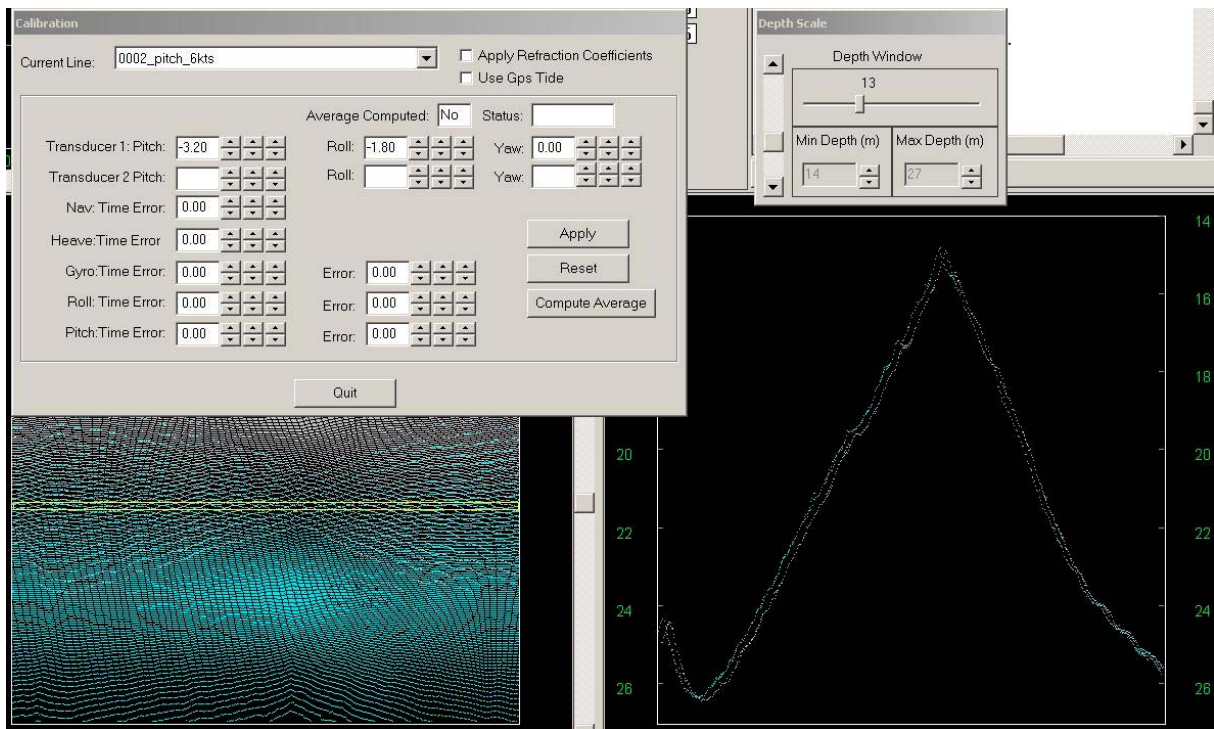 Calibration
Current Line: 0002_pitch_6kts
Apply Refraction Coefficients
Use Gps Tide
Average Computed: No Status:
Transducer 1: Pitch: -3.20 Roll: -1.80 Yaw: 0.00
Transducer 2 Pitch: Roll: Yaw:
Nav: Time Error: 0.00
Heave:Time Error 0.00
Gyro:Time Error: 0.00 Error: 0.00
Roll: Time Error: 0.00 Error: 0.00
Pitch:Time Error: 0.00 Error: 0.00
Apply
Reset
Compute Average
Quit
Depth Scale
Depth Window
13
Min Depth (m) Max Depth (m)
14 27
14
16
18
20 20
22 22
24 24
26 26